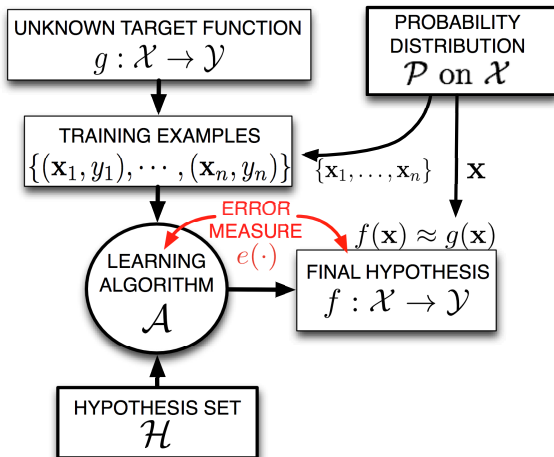 UNKNOWN TARGET FUNCTION
g : 𝒳 → 𝒴
PROBABILITY
DISTRIBUTION
𝒫 on 𝒳
TRAINING EXAMPLES
{(𝐱₁, y₁), ⋯ , (𝐱ₙ, yₙ)}
{𝐱₁, . . . , 𝐱ₙ}
𝐱
ERROR
MEASURE
e(·)
f(𝐱) ≈ g(𝐱)
LEARNING
ALGORITHM
𝒜
FINAL HYPOTHESIS
f : 𝒳 → 𝒴
HYPOTHESIS SET
ℋ